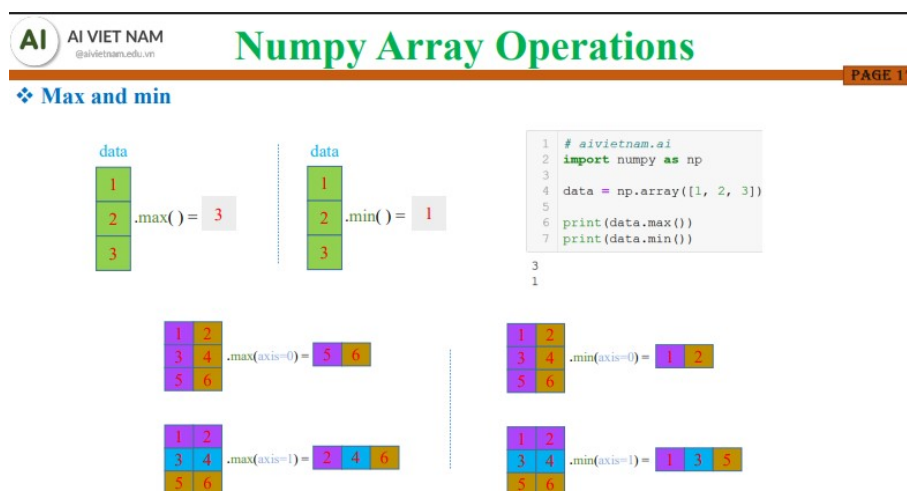 AI
AI VIET NAM
@aivietnam.edu.vn
Numpy Array Operations
PAGE
❖ Max and min
data
1
2
3
.max( ) = 3
data
1
2
3
.min( ) = 1
1 # aivietnam.ai
2 import numpy as np
3
4 data = np.array([1, 2, 3])
5
6 print(data.max())
7 print(data.min())
3
1
1 2
3 4 .max(axis=0) = 5 6
5 6
1 2
3 4 .min(axis=0) = 1 2
5 6
1 2
3 4 .max(axis=1) = 2 4 6
5 6
1 2
3 4 .min(axis=1) = 1 3 5
5 6